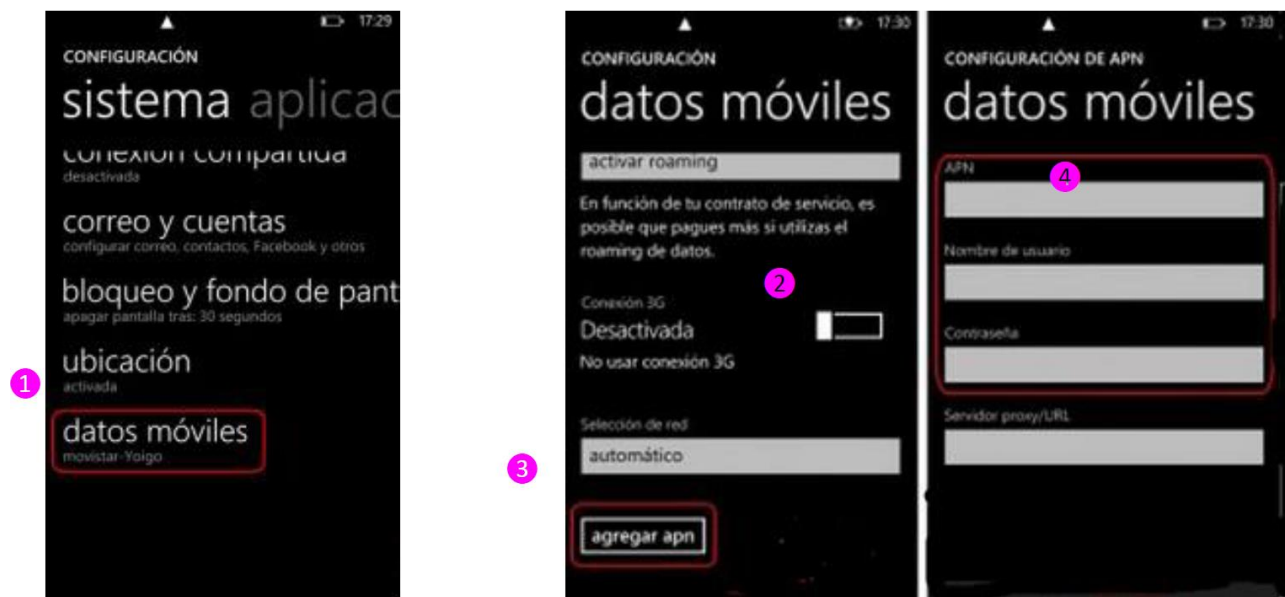 17:29
CONFIGURACIÓN
sistema aplicac
conexión compartida
desactivada
correo y cuentas
configurar correo, contactos, Facebook y otros
bloqueo y fondo de pant
apagar pantalla tras: 30 segundos
ubicación
activada
1
datos móviles
movistar-Yoigo
17:30
CONFIGURACIÓN
datos móviles
activar roaming
En función de tu contrato de servicio, es
posible que pagues más si utilizas el
roaming de datos.
2
Conexión 3G
Desactivada
No usar conexión 3G
Selección de red
automático
3
agregar apn
17:30
CONFIGURACIÓN DE APN
datos móviles
APN
4
Nombre de usuario
Contraseña
Servidor proxy/URL